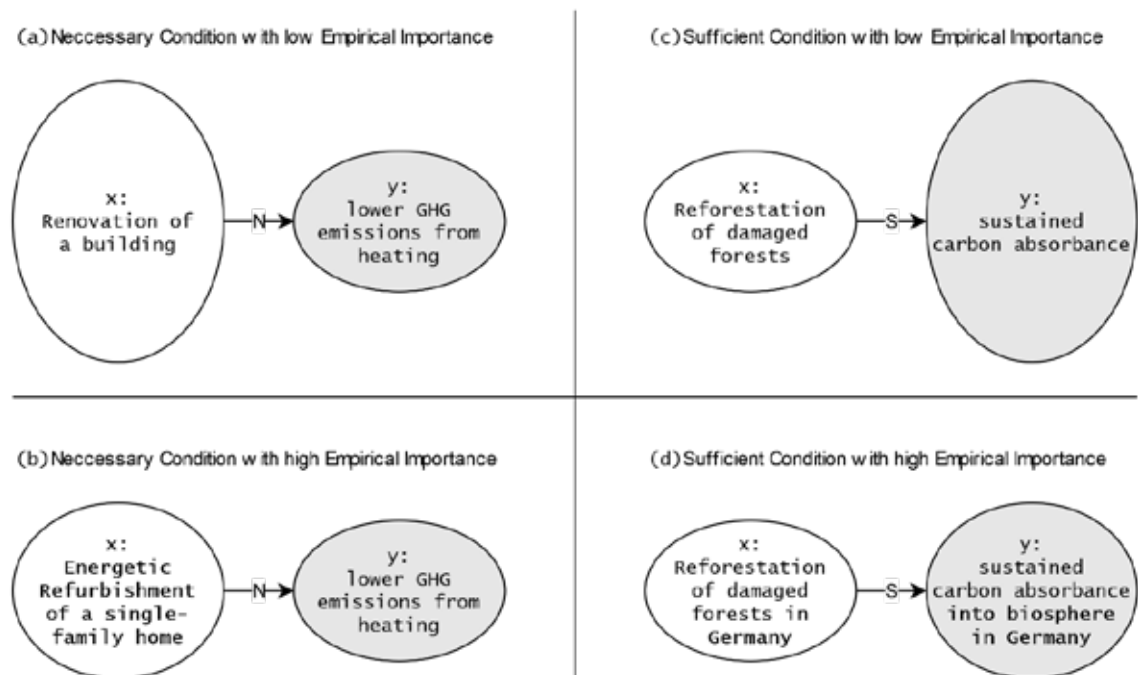 (a) Neccessary Condition with low Empirical Importance
x:
Renovation of
a building
N
y:
lower GHG
emissions from
heating
(c) Sufficient Condition with low Empirical Importance
x:
Reforestation
of damaged
forests
S
y:
sustained
carbon absorbance
(b) Neccessary Condition with high Empirical Importance
x:
Energetic
Refurbishment
of a single-
family home
N
y:
lower GHG
emissions from
heating
(d) Sufficient Condition with high Empirical Importance
x:
Reforestation
of damaged
forests in
Germany
S
y:
sustained
carbon absorbance
into biosphere
in Germany